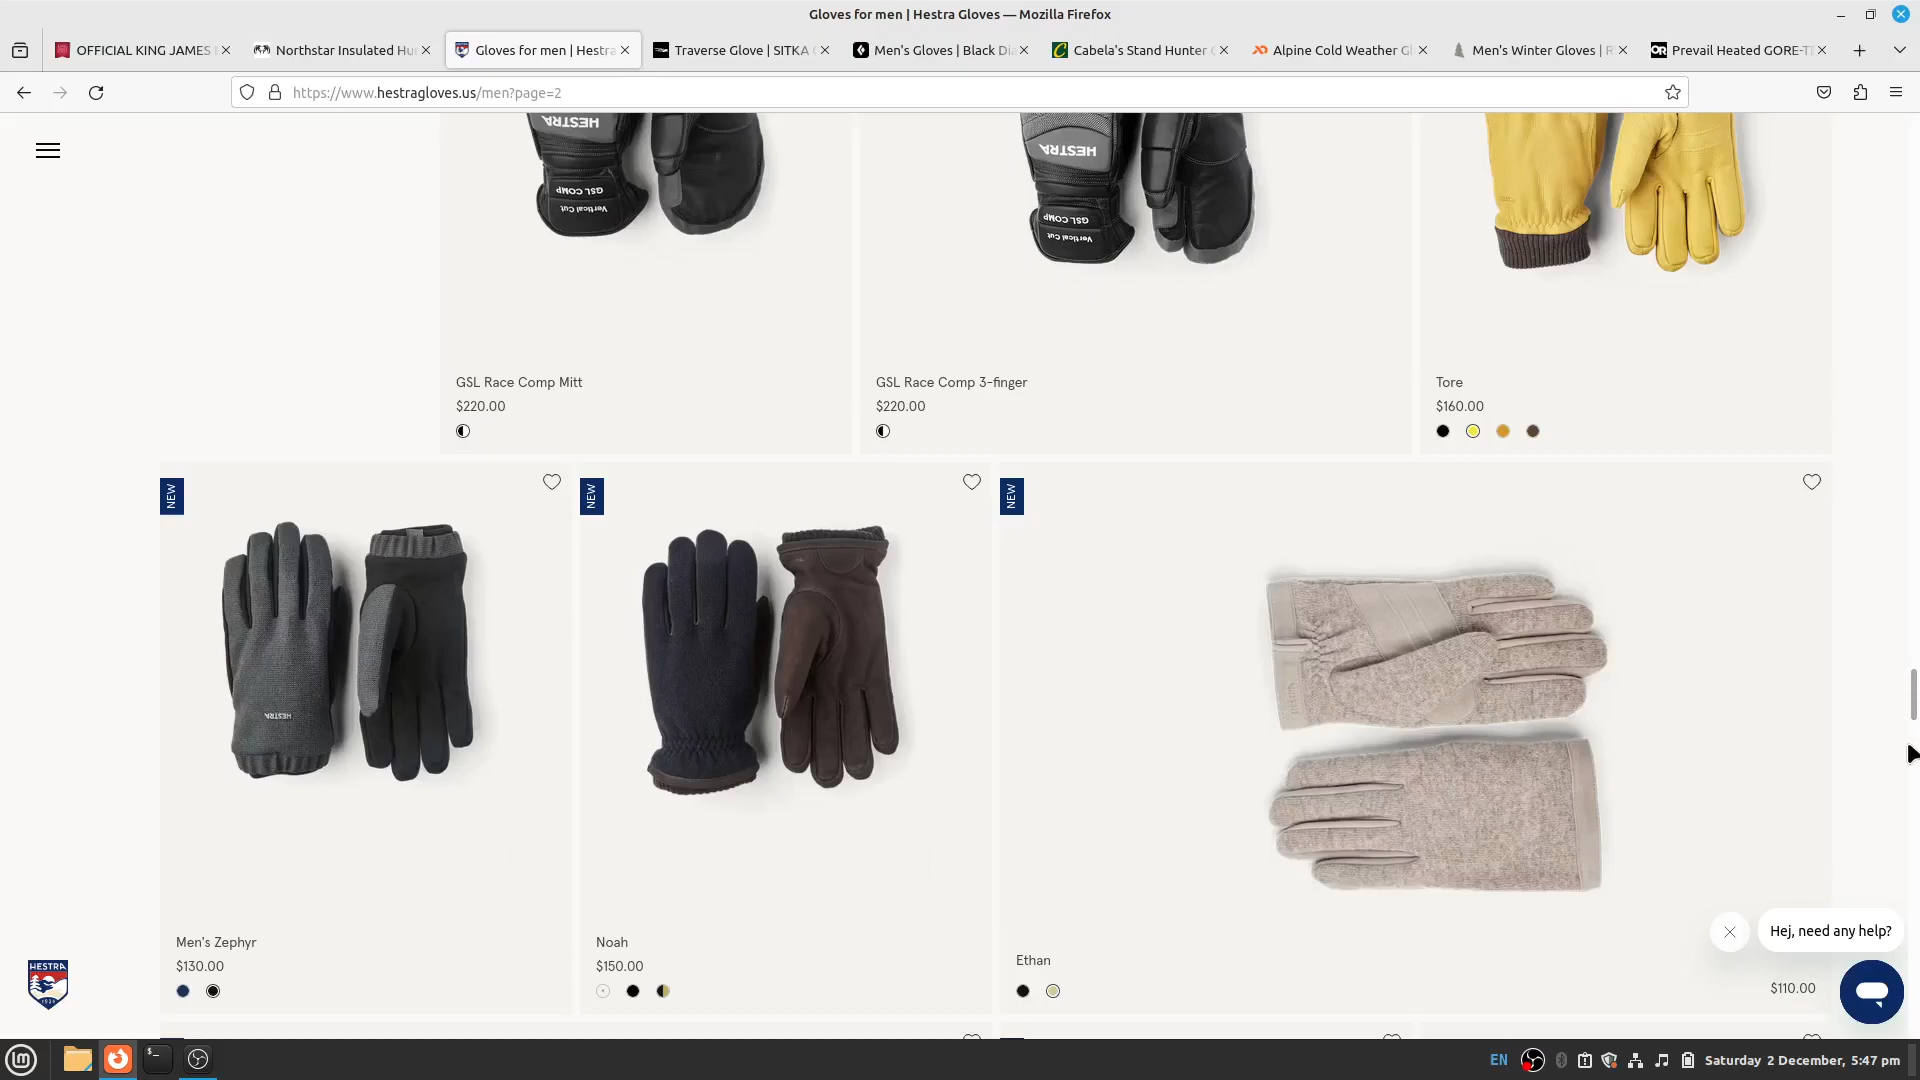 Gloves for men | Hestra Gloves — Mozilla Firefox
OFFICIAL KING JAMES
Northstar Insulated Hu
Gloves for men | Hestra
Traverse Glove | SITKA
Men's Gloves | Black Dia
Cabela's Stand Hunter
Alpine Cold Weather Gl
Men's Winter Gloves | R
OR
Prevail Heated GORE-T
https://www.hestragloves.us/men?page=2
HESTRA
GSL COMP
Vertical Cut
HESTRA
GSL COMP
Vertical Cut
GSL Race Comp Mitt
$220.00
GSL Race Comp 3-finger
$220.00
Tore
$160.00
NEW
NEW
NEW
HESTRA
Men's Zephyr
$130.00
Noah
$150.00
Ethan
$110.00
Hej, need any help?
HESTRA
EN
Saturday 2 December, 5:47 pm